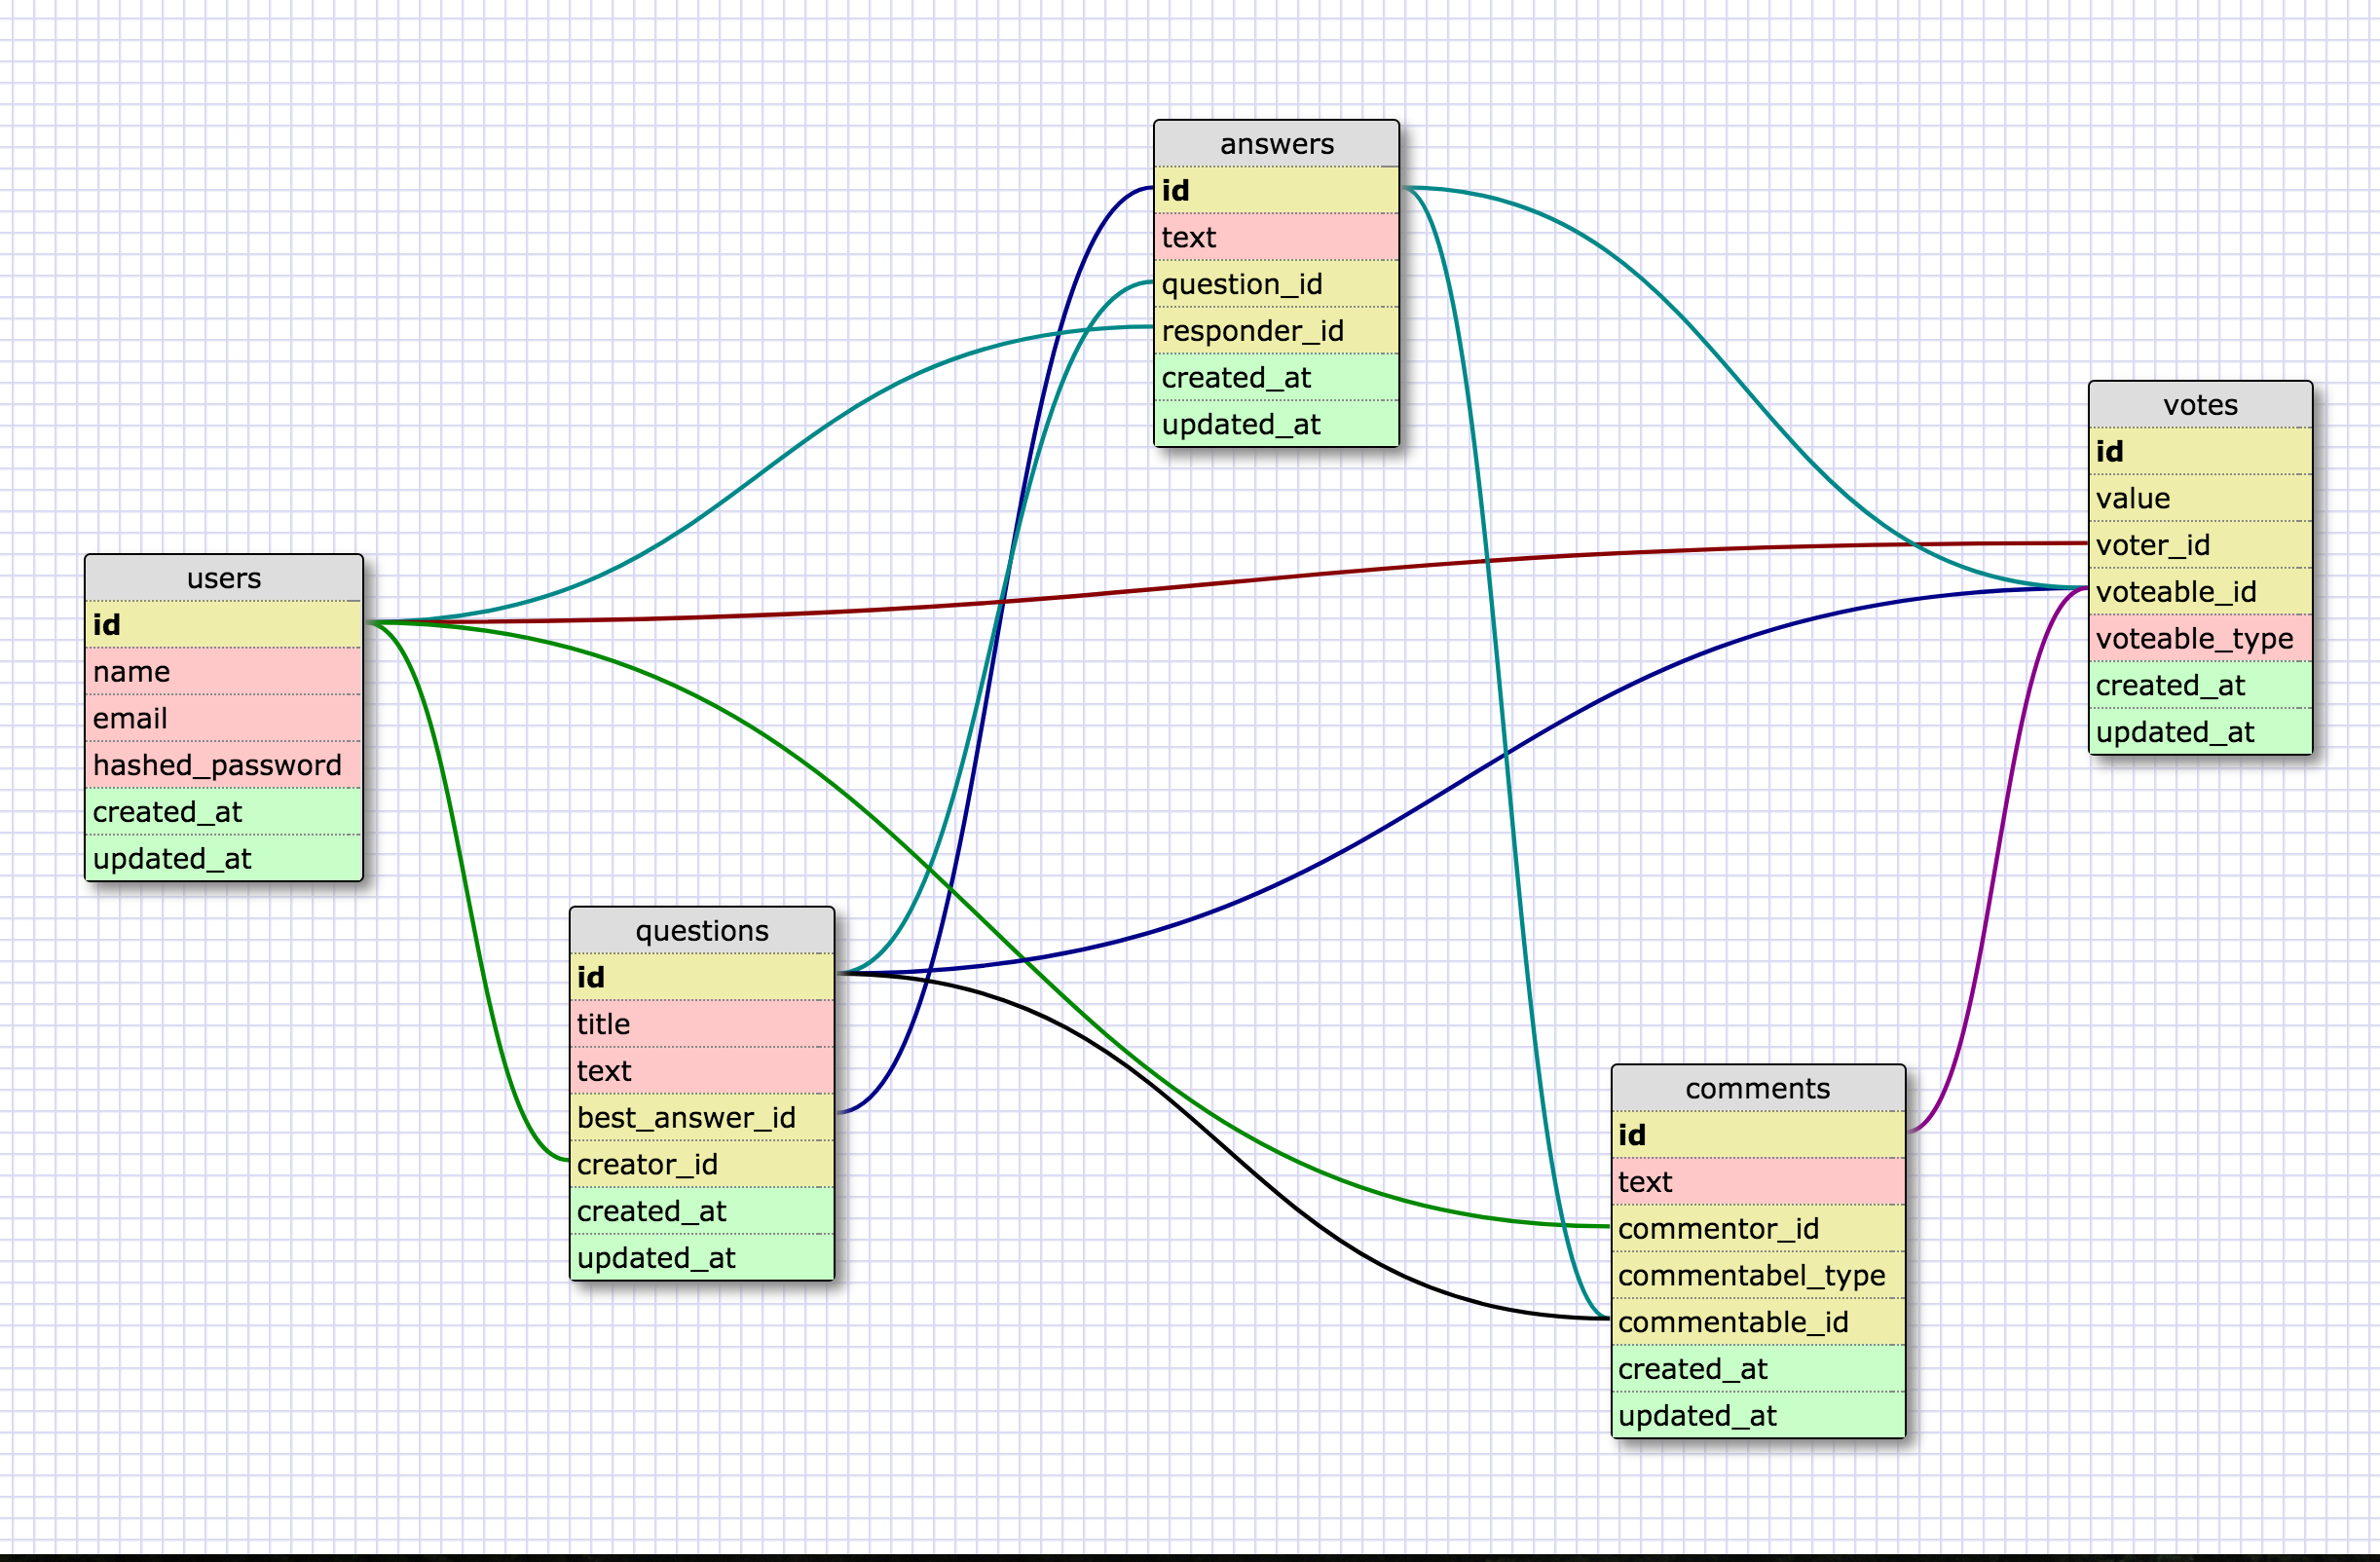 answers
id
text
question_id
responder_id
created_at
updated_at
votes
id
value
voter_id
voteable_id
voteable_type
created_at
updated_at
users
id
name
email
hashed_password
created_at
updated_at
questions
id
title
text
best_answer_id
creator_id
created_at
updated_at
comments
id
text
commentor_id
commentabel_type
commentable_id
created_at
updated_at